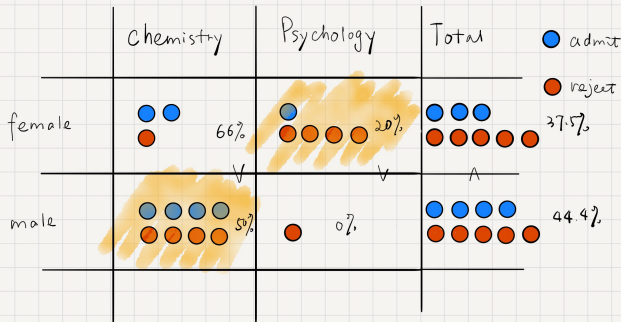 Chemistry Psychology Total
admit
reject
female 66% 20% 37.5%
V V Λ
male 50% 0% 44.4%